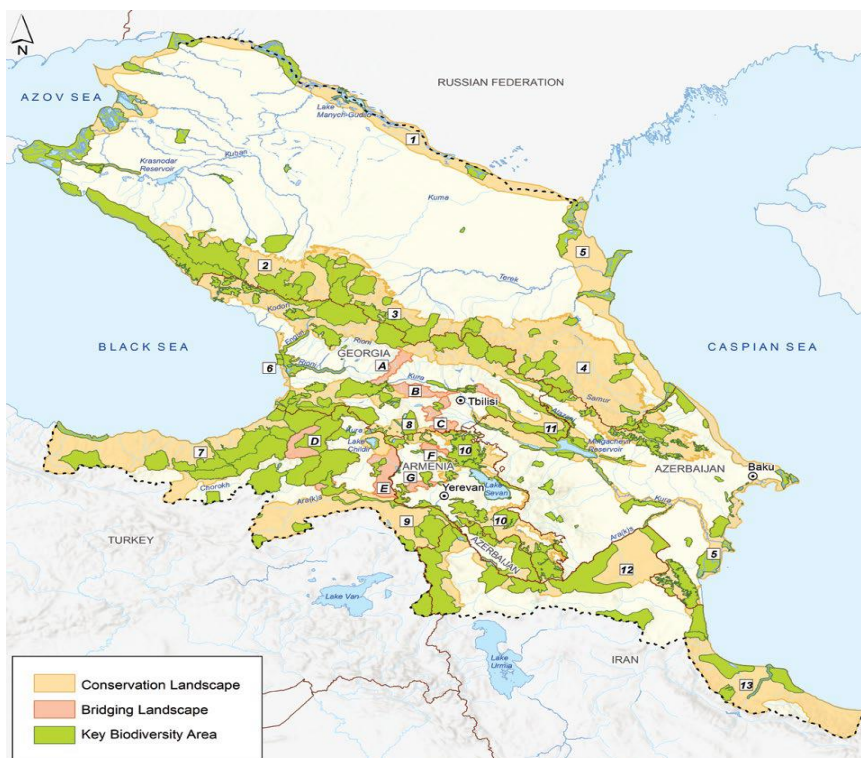 N
AZOV SEA
RUSSIAN FEDERATION
Lake
Manych-Gudilo
1
Krasnodar
Reservoir
Kuban
Kuma
5
2
Terek
Kodori
3
BLACK SEA
Enguri
Rioni
GEORGIA
CASPIAN SEA
6
Rioni
A
4
Kura
B
Tbilisi
Samur
Alazani
7
8
C
11
Mingachevir
Reservoir
D
Kura
Lake
Childir
F
10
ARMENIA
AZERBAIJAN
Baku
E
G
Lake
Sevan
Yerevan
Kura
Chorokh
Ara(k)s
9
10
Ara(k)s
5
TURKEY
AZERBAIJAN
12
Lake Van
Lake
Urmia
IRAN
13
Conservation Landscape
Bridging Landscape
Key Biodiversity Area